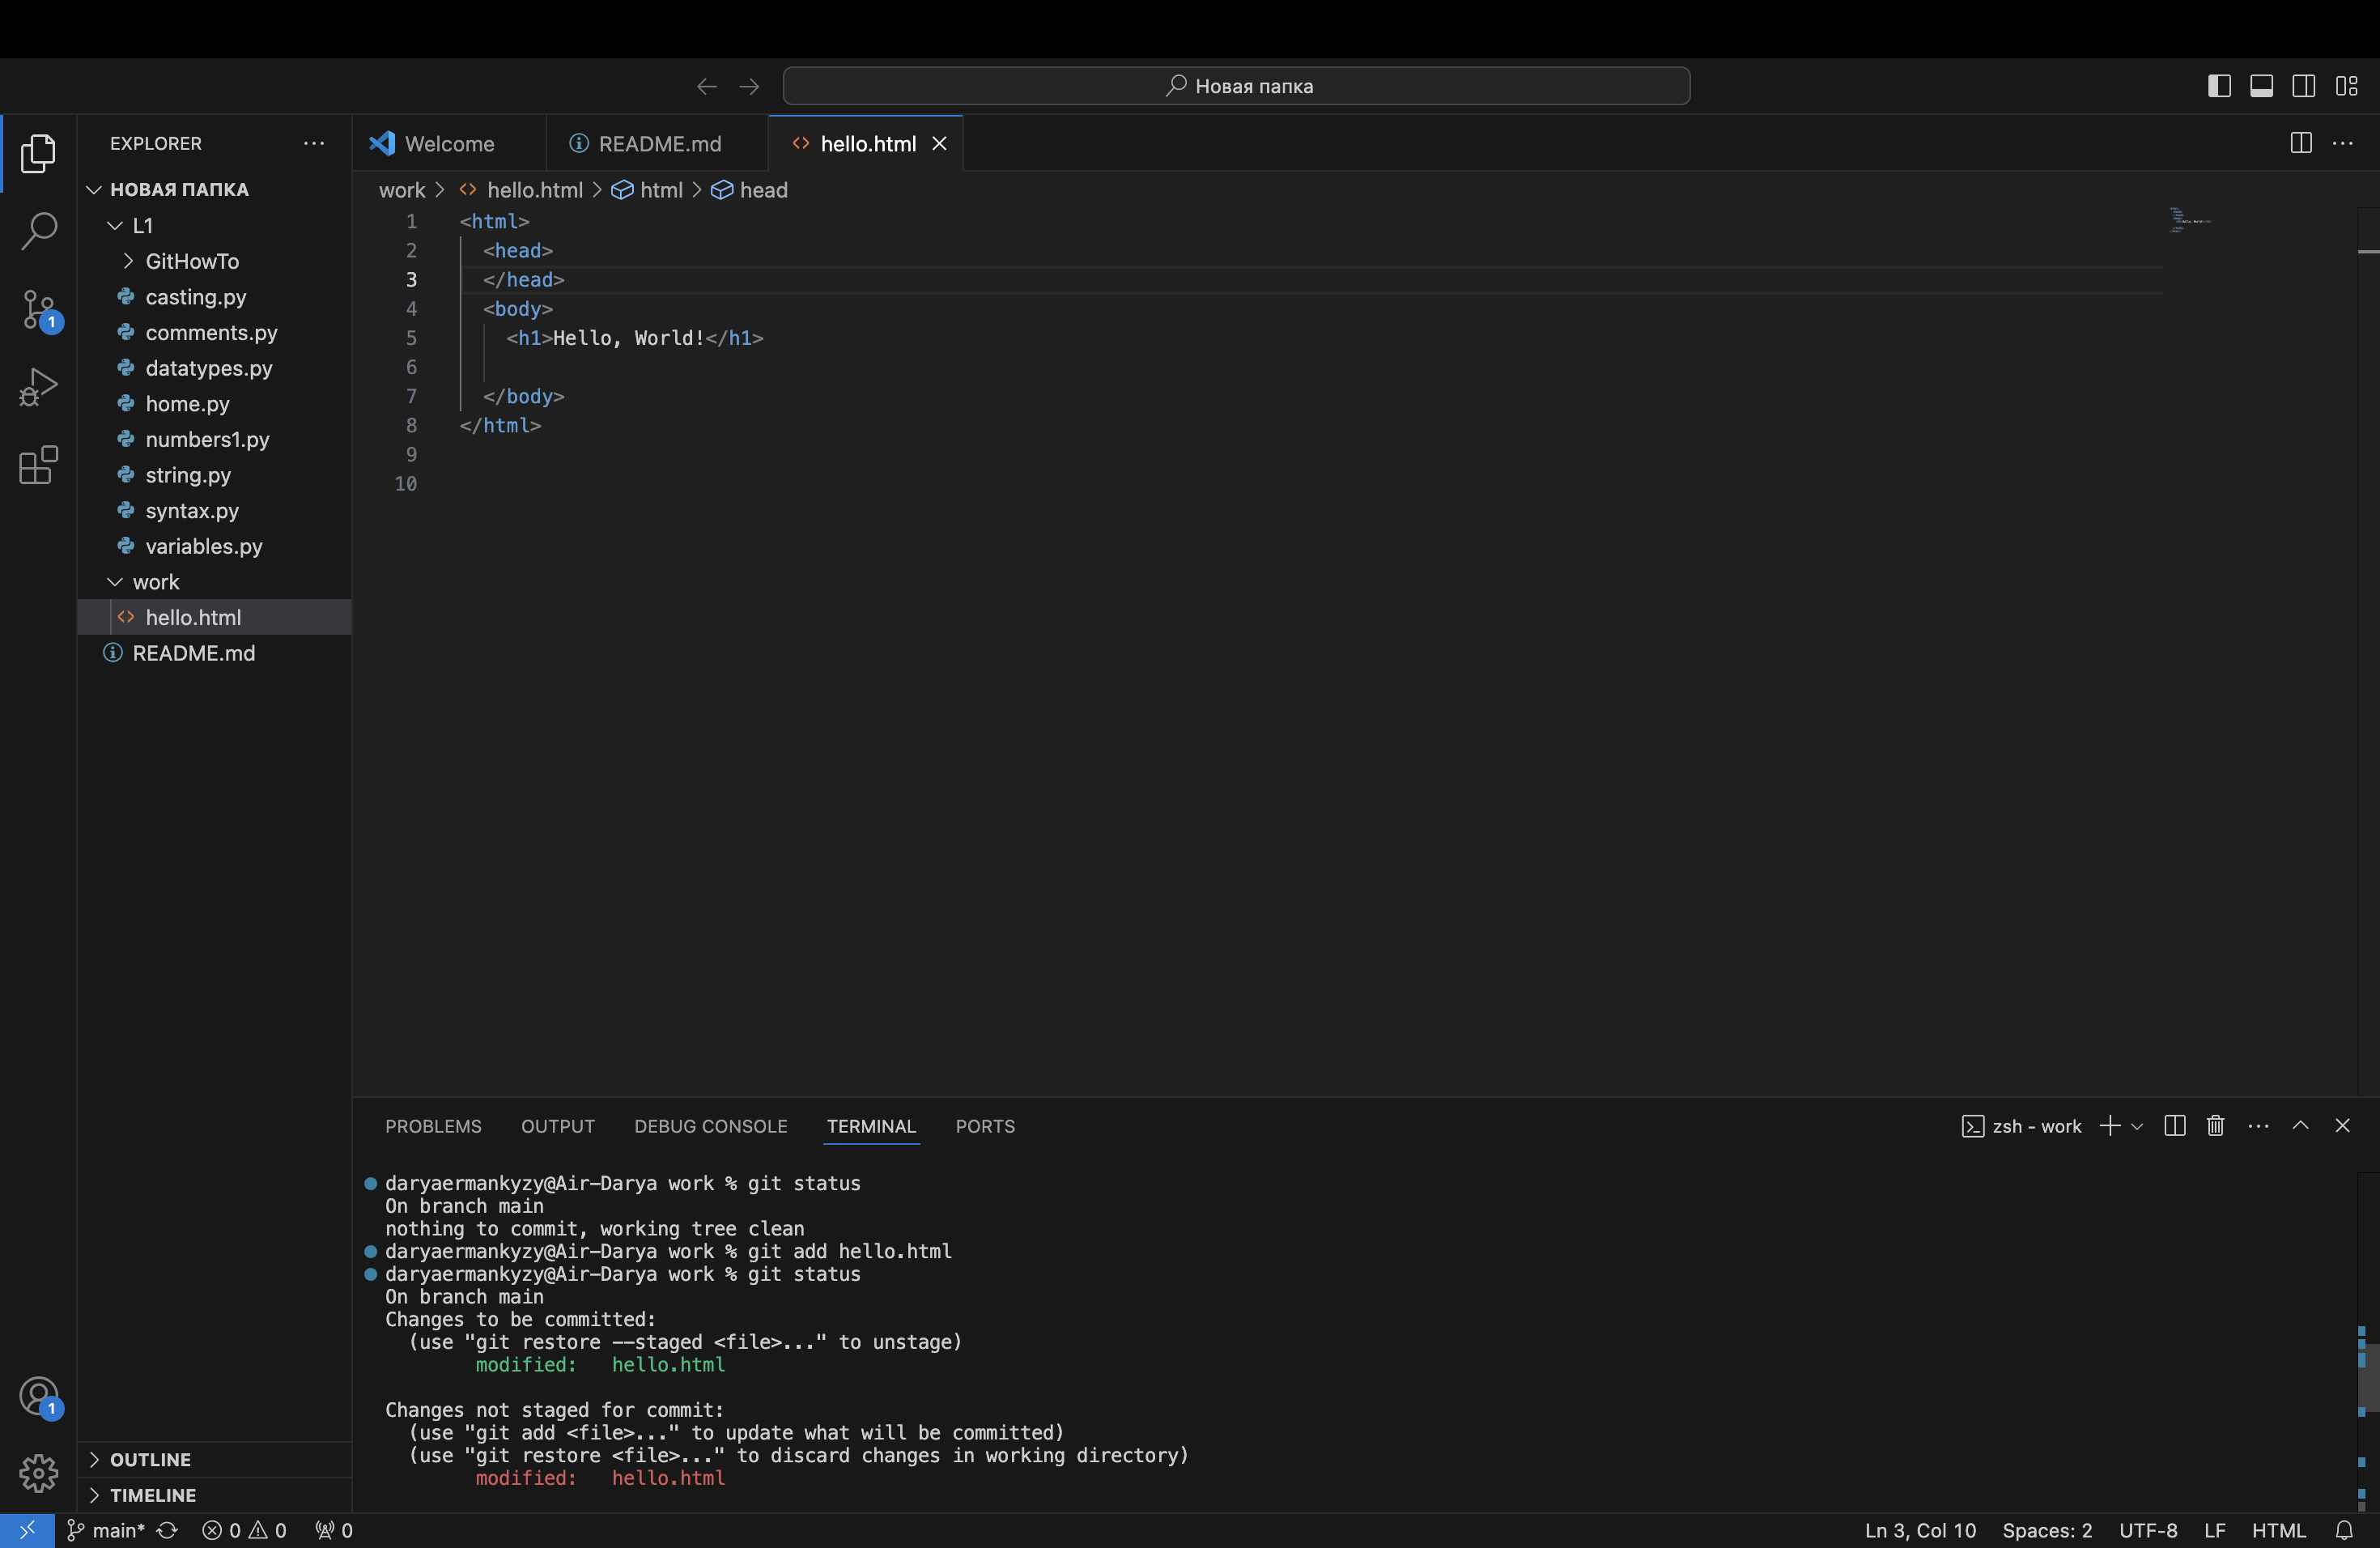 Новая папка
EXPLORER
Welcome
README.md
hello.html
НОВАЯ ПАПКА
work > hello.html > html > head
L1
GitHowTo
casting.py
comments.py
datatypes.py
home.py
numbers1.py
string.py
syntax.py
variables.py
work
hello.html
README.md
1 <html>
2 <head>
3 </head>
4 <body>
5 <h1>Hello, World!</h1>
6
7 </body>
8 </html>
9
10
1
PROBLEMS OUTPUT DEBUG CONSOLE TERMINAL PORTS
zsh - work
daryaermankyzy@Air-Darya work % git status
On branch main
nothing to commit, working tree clean
daryaermankyzy@Air-Darya work % git add hello.html
daryaermankyzy@Air-Darya work % git status
On branch main
Changes to be committed:
(use "git restore --staged <file>..." to unstage)
modified: hello.html
Changes not staged for commit:
(use "git add <file>..." to update what will be committed)
(use "git restore <file>..." to discard changes in working directory)
modified: hello.html
1
OUTLINE
TIMELINE
main* 0 0 0
Ln 3, Col 10 Spaces: 2 UTF-8 LF HTML